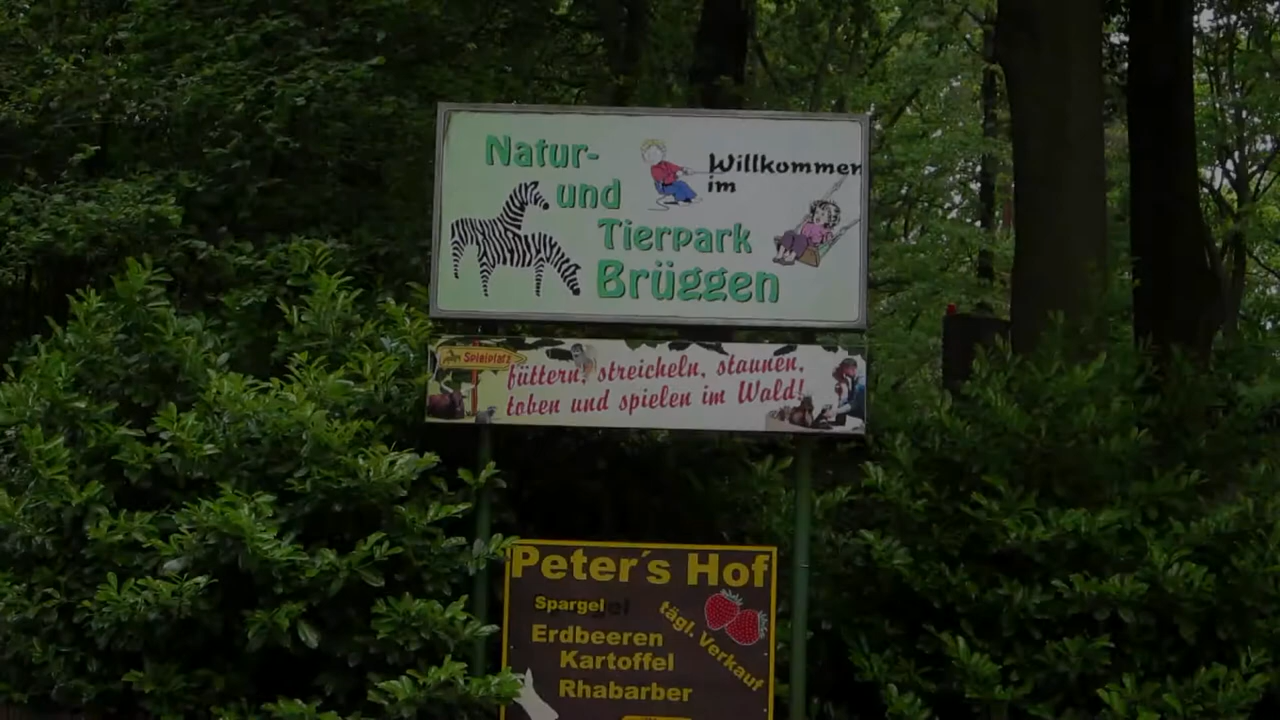 Willkommen
im
Natur-
und
Tierpark
Brüggen
Spielplatz
füttern, streicheln, staunen,
toben und spielen im Wald!
Peter´s Hof
Spargel
Erdbeeren
Kartoffel
Rhabarber
tägl. Verkauf